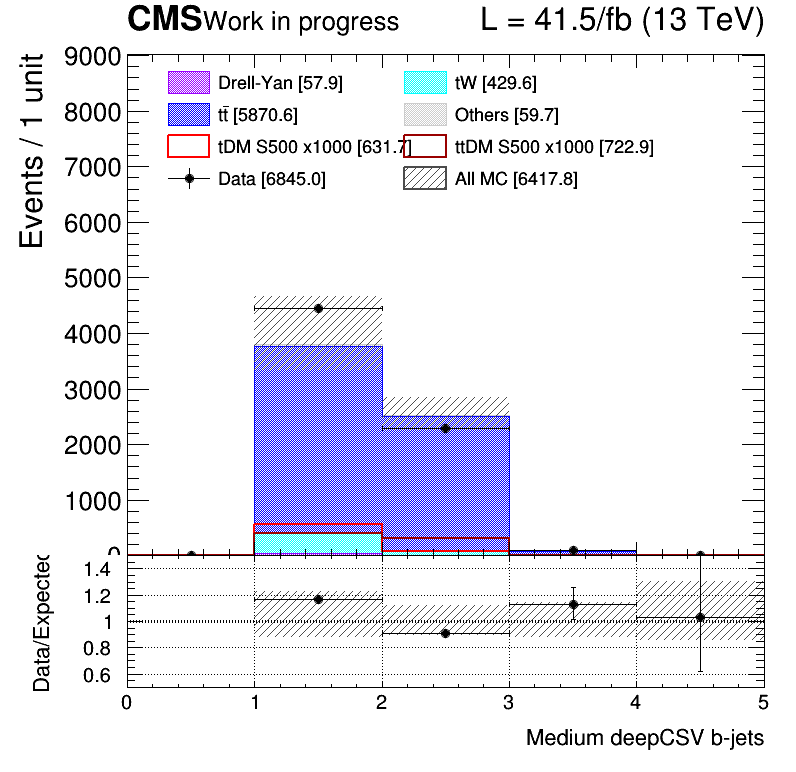 CMS Work in progress L = 41.5/fb (13 TeV)
Events / 1 unit
9000
8000
7000
6000
5000
4000
3000
2000
1000
0
Drell-Yan [57.9] tW [429.6]
tt̄ [5870.6] Others [59.7]
tDM S500 x1000 [631.7] ttDM S500 x1000 [722.9]
Data [6845.0] All MC [6417.8]
Data/Expected
1.4
1.2
1
0.8
0.6
0 1 2 3 4 5
Medium deepCSV b-jets